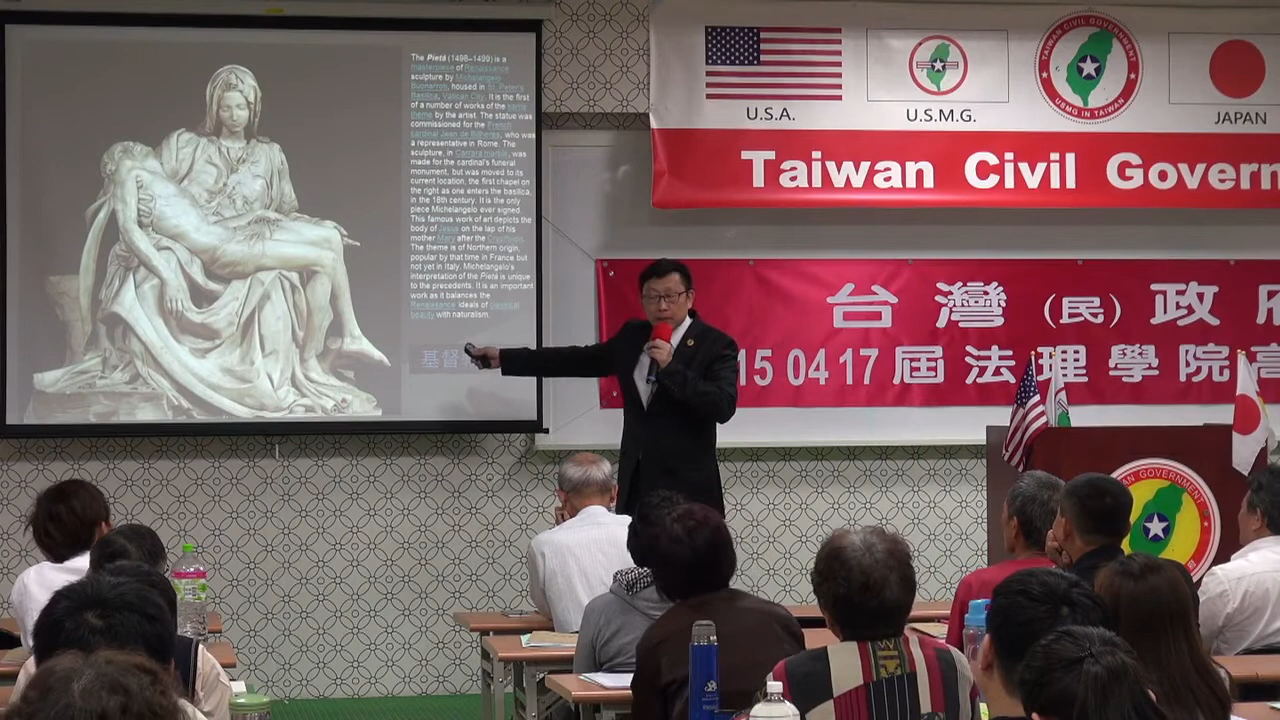 The Pietà (1498–1499) is a
masterpiece of Renaissance
sculpture by Michelangelo
Buonarroti, housed in St. Peter's
Basilica, Vatican City. It is the first
of a number of works of the same
theme by the artist. The statue was
commissioned for the French
cardinal Jean de Billheres, who was
a representative in Rome. The
sculpture, in Carrara marble, was
made for the cardinal's funeral
monument, but was moved to its
current location, the first chapel on
the right as one enters the basilica,
in the 18th century. It is the only
piece Michelangelo ever signed.
This famous work of art depicts the
body of Jesus on the lap of his
mother Mary after the Crucifixion.
The theme is of Northern origin,
popular by that time in France but
not yet in Italy. Michelangelo's
interpretation of the Pietà is unique
to the precedents. It is an important
work as it balances the
Renaissance ideals of classical
beauty with naturalism.
基督
U.S.A.
U.S.M.G.
TAIWAN CIVIL GOVERNMENT
USMG IN TAIWAN
JAPAN
Taiwan Civil Govern
台灣(民)政府
15 04 17 屆法理學院高
AN GOVERNMENT